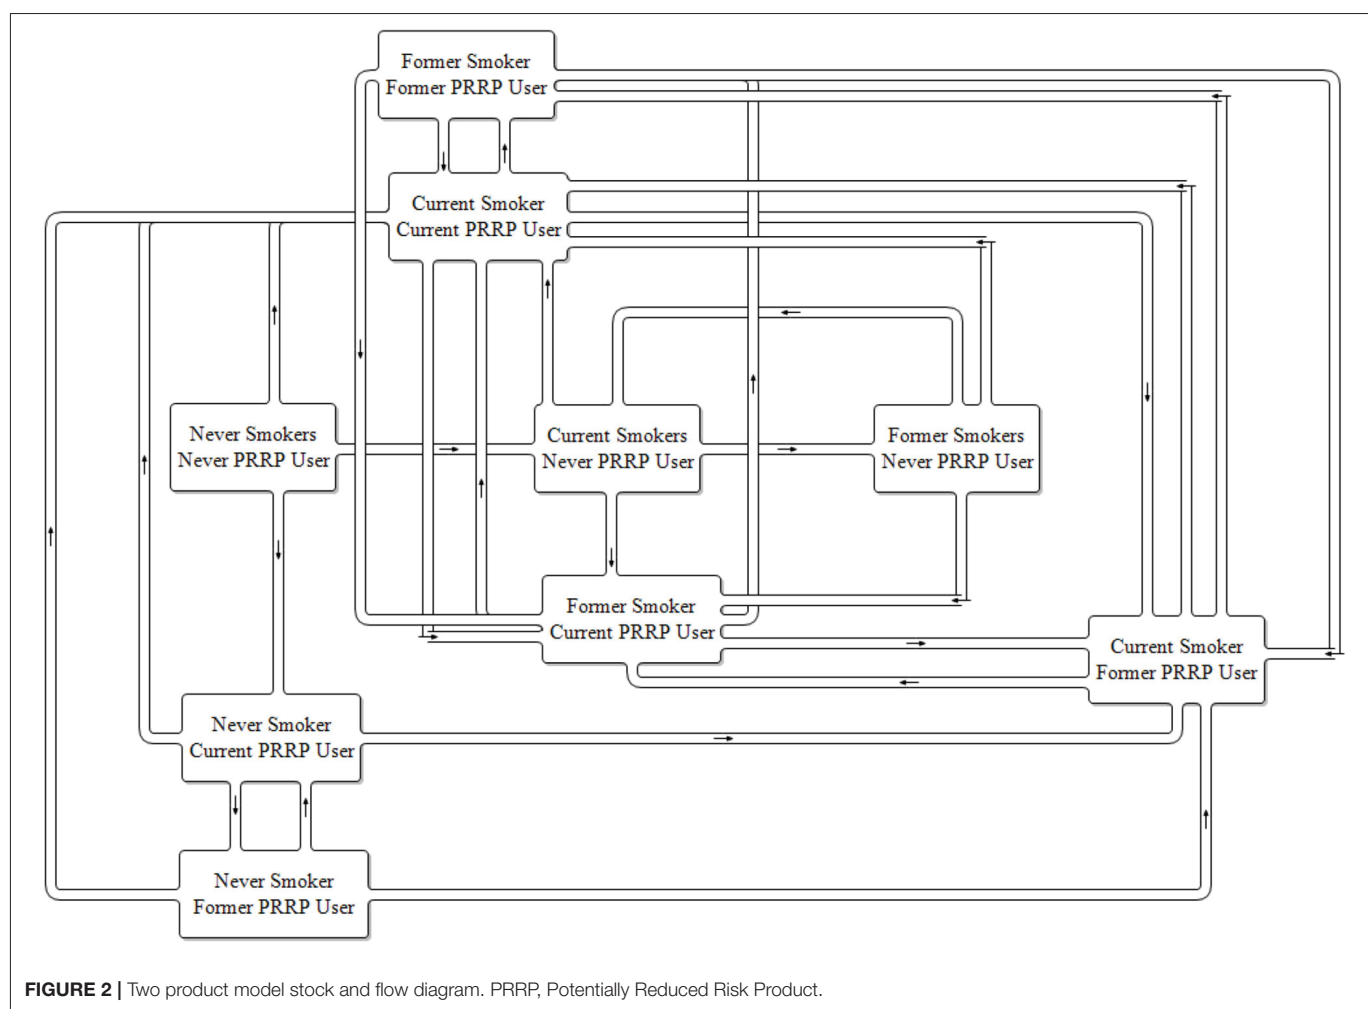 Former Smoker
Former PRRP User
Current Smoker
Current PRRP User
Never Smokers
Never PRRP User
Current Smokers
Never PRRP User
Former Smokers
Never PRRP User
Former Smoker
Current PRRP User
Current Smoker
Former PRRP User
Never Smoker
Current PRRP User
Never Smoker
Former PRRP User
FIGURE 2 | Two product model stock and flow diagram. PRRP, Potentially Reduced Risk Product.